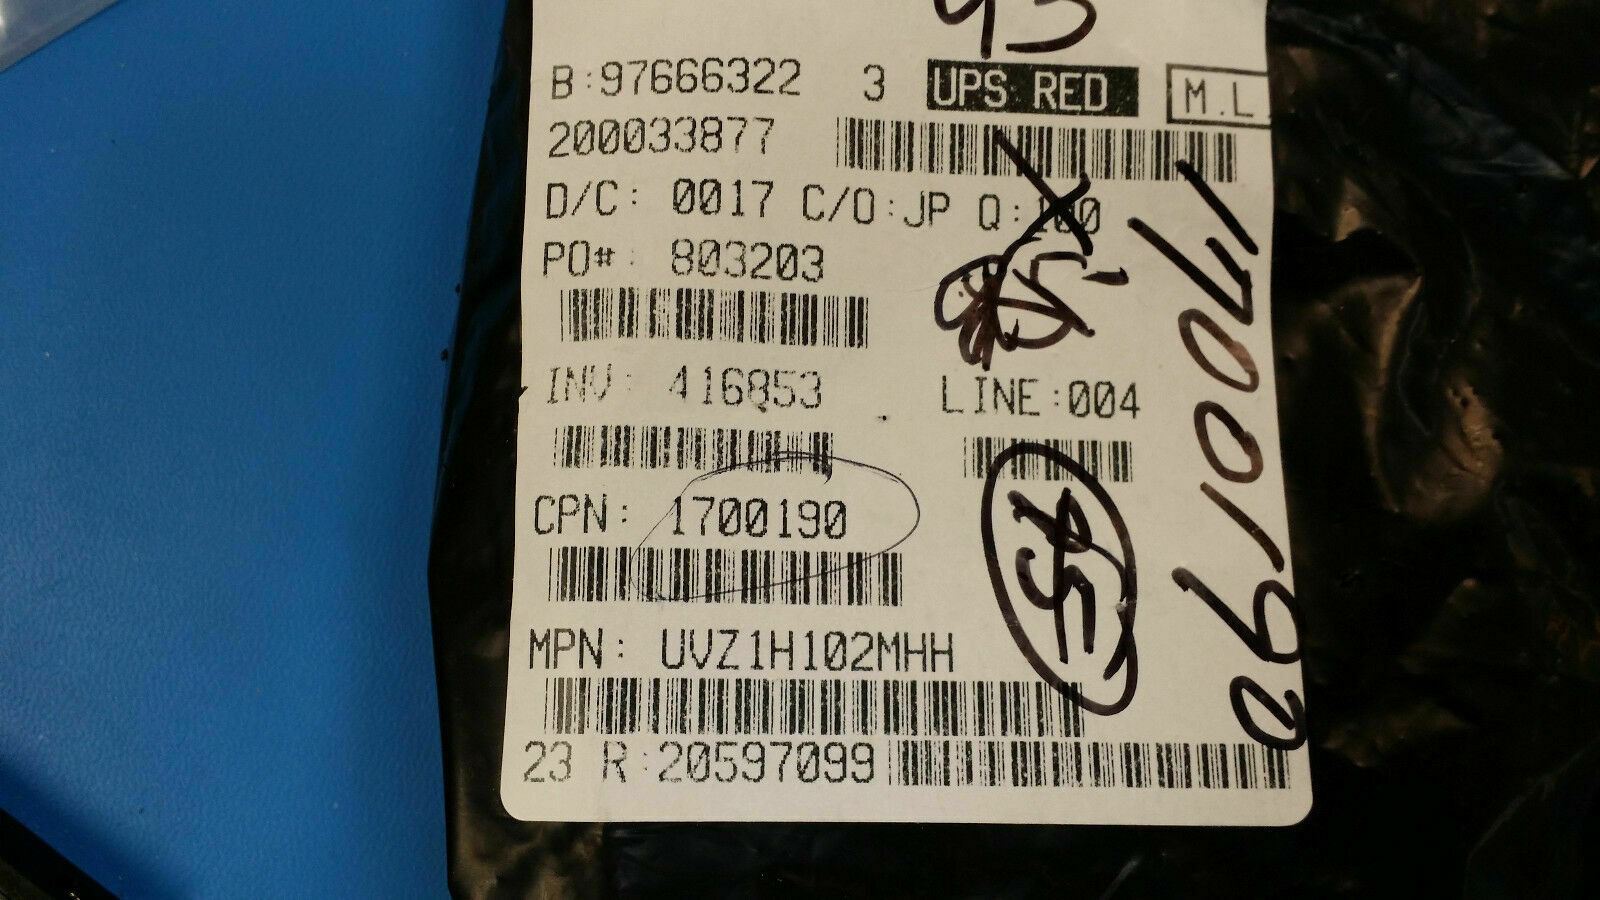 93
B:97666322 3 UPS RED M.L
200033877
D/C: 0017 C/O:JP Q:100
PO#: 803203
INV: 416853 LINE:004
CPN: 1700190
MPN: UVZ1H102MHH
23 R:20597099
1700190